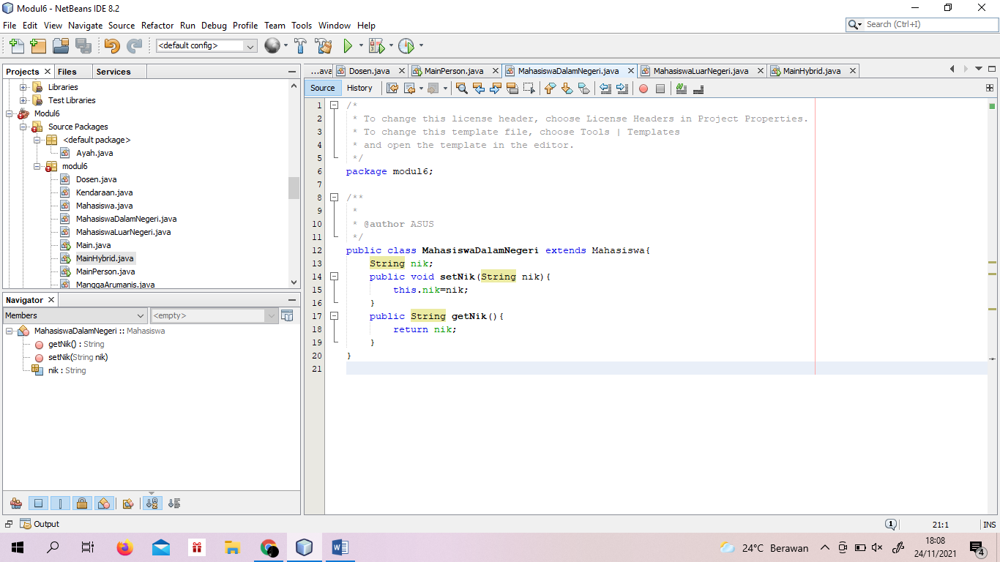 Modul6 - NetBeans IDE 8.2
File Edit View Navigate Source Refactor Run Debug Profile Team Tools Window Help
Search (Ctrl+I)
<default config>
Projects Files Services
Libraries
Test Libraries
Modul6
Source Packages
<default package>
Ayah.java
modul6
Dosen.java
Kendaraan.java
Mahasiswa.java
MahasiswaDalamNegeri.java
MahasiswaLuarNegeri.java
Main.java
MainHybrid.java
MainPerson.java
ManggaArumanis.java
Navigator
Members <empty>
MahasiswaDalamNegeri :: Mahasiswa
getNik() : String
setNik(String nik)
nik : String
...ava Dosen.java MainPerson.java MahasiswaDalamNegeri.java MahasiswaLuarNegeri.java MainHybrid.java
Source History
1 /*
2 * To change this license header, choose License Headers in Project Properties.
3 * To change this template file, choose Tools | Templates
4 * and open the template in the editor.
5 */
6 package modul6;
7
8 /**
9 *
10 * @author ASUS
11 */
12 public class MahasiswaDalamNegeri extends Mahasiswa{
13 String nik;
14 public void setNik(String nik){
15 this.nik=nik;
16 }
17 public String getNik(){
18 return nik;
19 }
20 }
21
Output
1 21:1 INS
24°C Berawan
18:08
24/11/2021
4